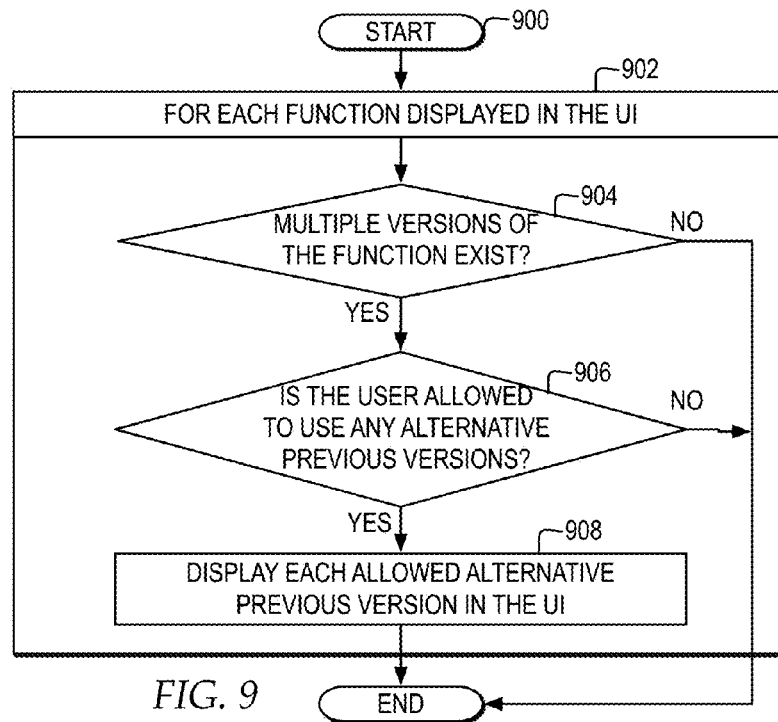 START
900
902
FOR EACH FUNCTION DISPLAYED IN THE UI
904
MULTIPLE VERSIONS OF
THE FUNCTION EXIST?
NO
YES
906
IS THE USER ALLOWED
TO USE ANY ALTERNATIVE
PREVIOUS VERSIONS?
NO
YES
908
DISPLAY EACH ALLOWED ALTERNATIVE
PREVIOUS VERSION IN THE UI
FIG. 9
END